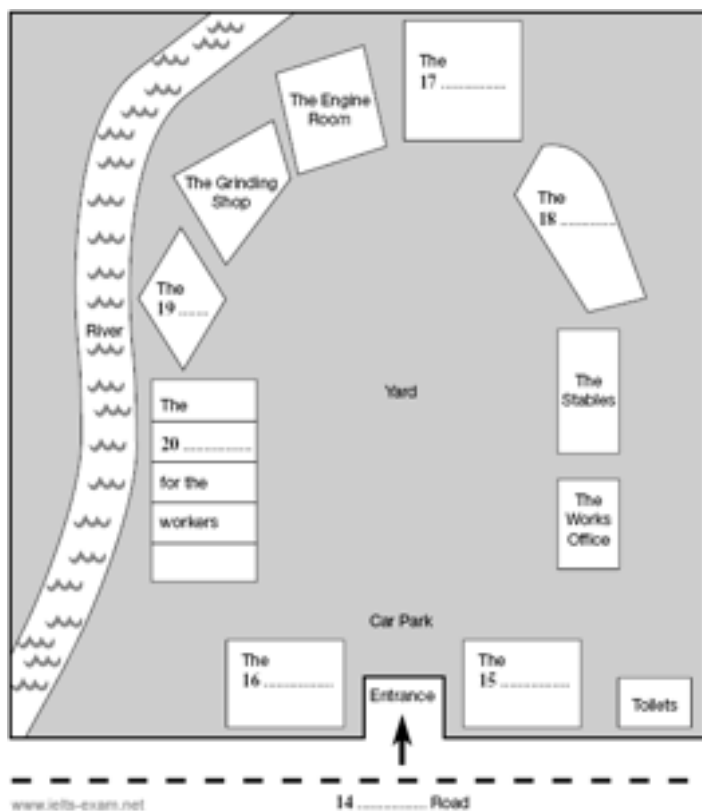 The
17 ..................
The Engine
Room
The Grinding
Shop
The
18 ..................
The
19 ........
River
The
Stables
Yard
The
20 ..................
for the
workers
The
Works
Office
Car Park
The
16 ..................
Entrance
The
15 ..................
Toilets
www.ielts-exam.net
14 ................ Road